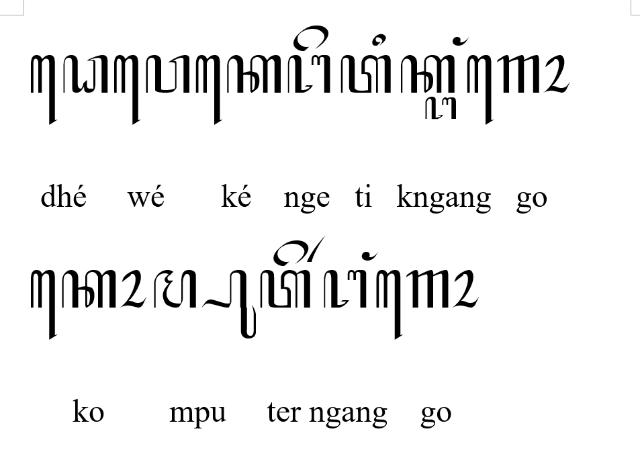 ꦝꦺꦮꦺꦏꦺꦔꦼꦠꦶꦏ꧀ꦔꦁꦒꦺꦴ
dhé wé ké nge ti kngang go
ꦏꦺꦴꦩ꧀ꦥꦸꦠꦼꦂꦔꦁꦒꦺꦴ
ko mpu ter ngang go